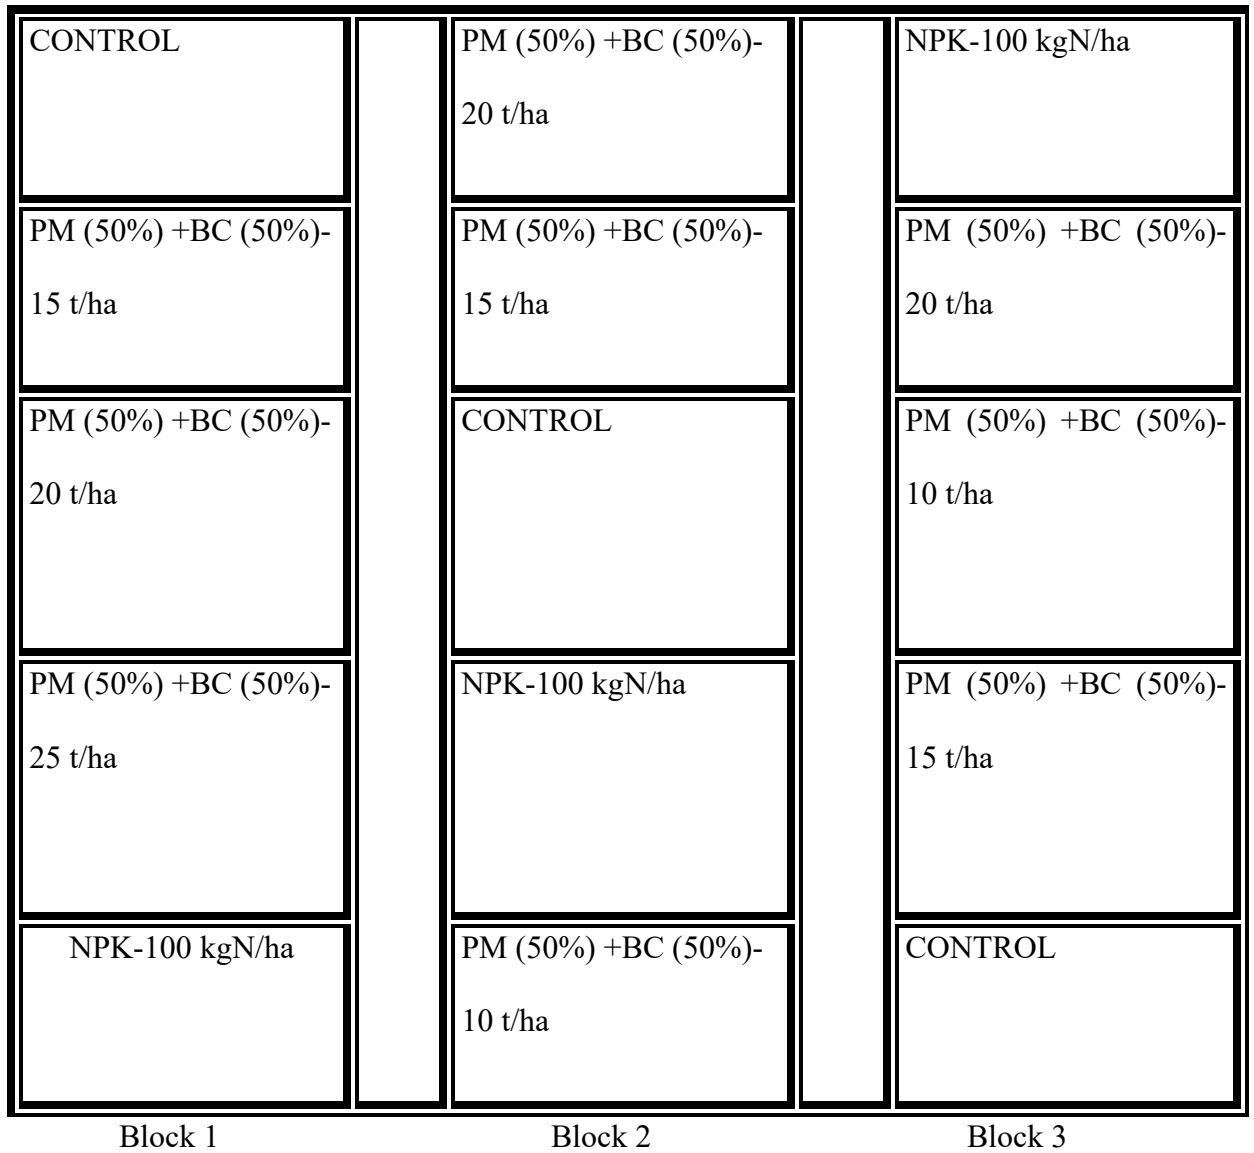 CONTROL
PM (50%) +BC (50%)-
20 t/ha
NPK-100 kgN/ha
PM (50%) +BC (50%)-
15 t/ha
PM (50%) +BC (50%)-
15 t/ha
PM (50%) +BC (50%)-
20 t/ha
PM (50%) +BC (50%)-
20 t/ha
CONTROL
PM (50%) +BC (50%)-
10 t/ha
PM (50%) +BC (50%)-
25 t/ha
NPK-100 kgN/ha
PM (50%) +BC (50%)-
15 t/ha
NPK-100 kgN/ha
PM (50%) +BC (50%)-
10 t/ha
CONTROL
Block 1
Block 2
Block 3